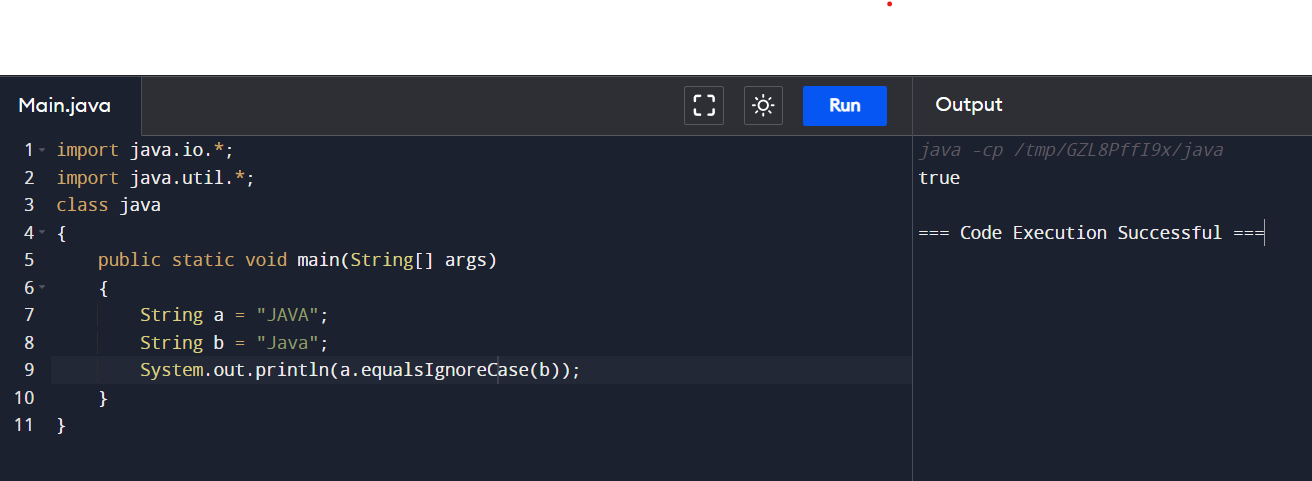 Main.java
Run
Output
1 import java.io.*;
2 import java.util.*;
3 class java
4 {
5     public static void main(String[] args)
6     {
7         String a = "JAVA";
8         String b = "Java";
9         System.out.println(a.equalsIgnoreCase(b));
10     }
11 }
java -cp /tmp/GZL8PffI9x/java
true
=== Code Execution Successful ===